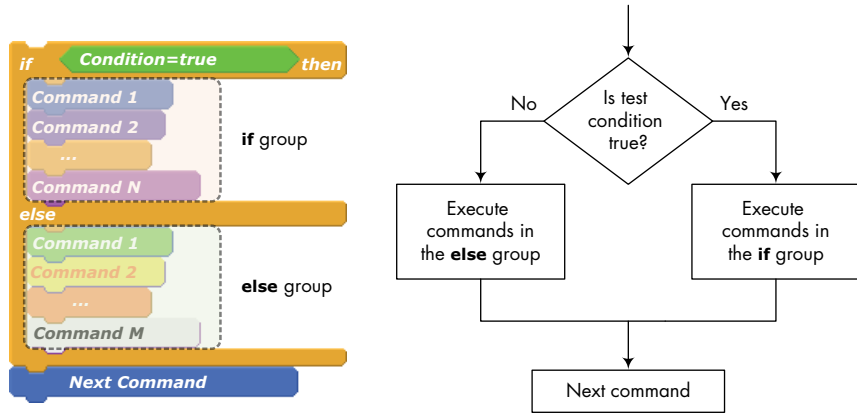 if Condition=true then
Command 1
Command 2
...
Command N
if group
else
Command 1
Command 2
...
Command M
else group
Next Command
Is test
condition
true?
No
Yes
Execute
commands in
the else group
Execute
commands in
the if group
Next command